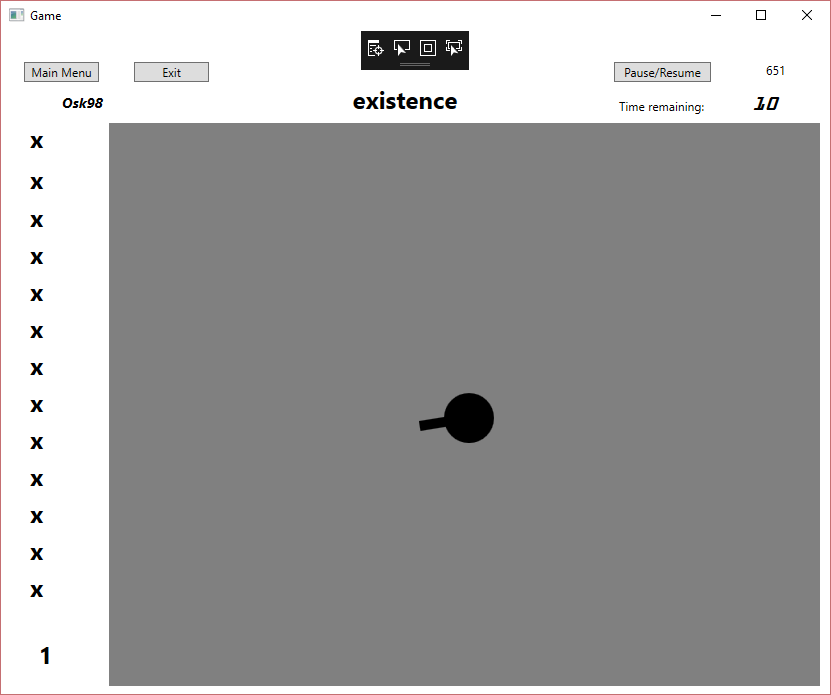 Game
Main Menu
Exit
Pause/Resume
651
Osk98
existence
Time remaining:
10
x
x
x
x
x
x
x
x
x
x
x
x
x
1